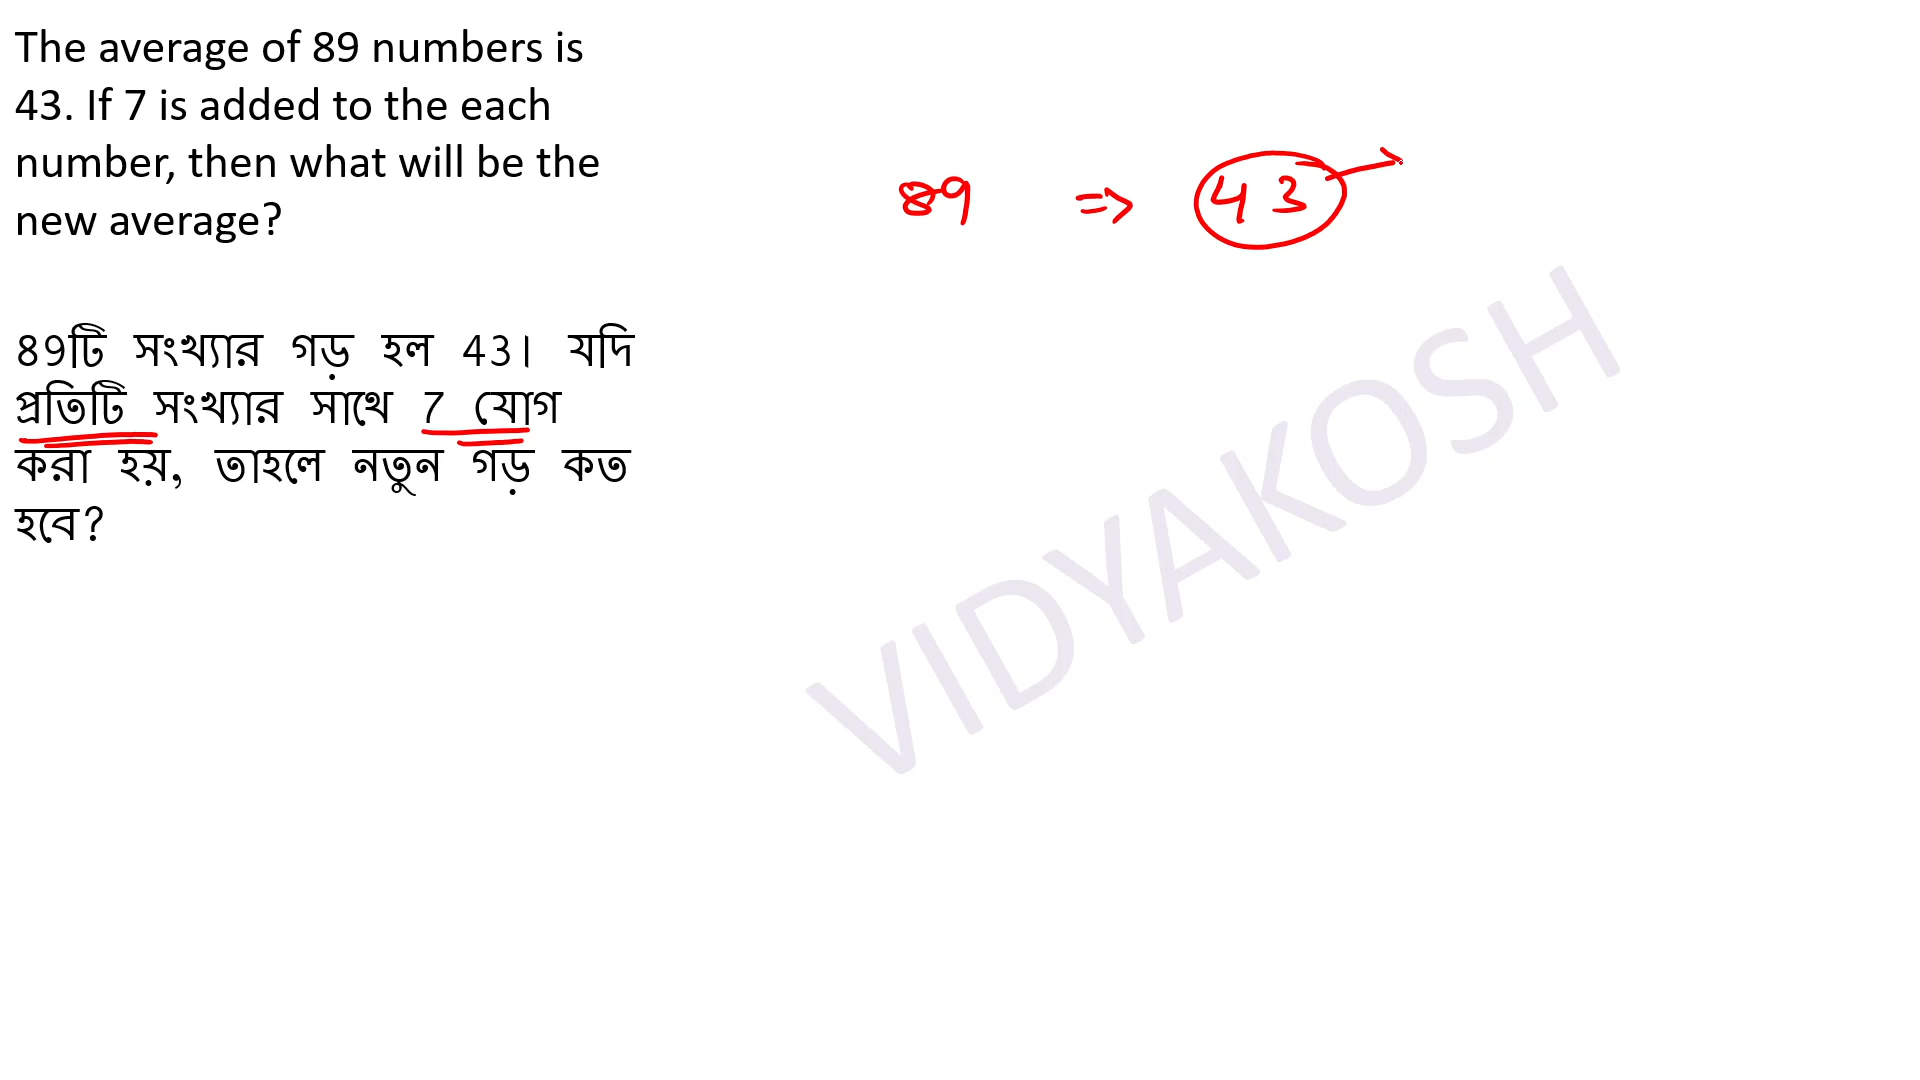 The average of 89 numbers is
43. If 7 is added to the each
number, then what will be the
new average?
89টি সংখ্যার গড় হল 43। যদি
প্রতিটি সংখ্যার সাথে 7 যোগ
করা হয়, তাহলে নতুন গড় কত
হবে?
89 => 43
VIDYAKOSH